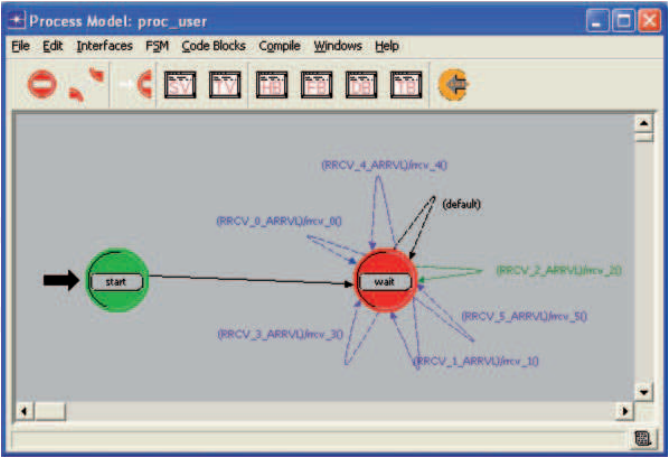 Process Model: proc_user
File Edit Interfaces FSM Code Blocks Compile Windows Help
SV TV HB FB DB TB
(RRCV_4_ARRVL)/rrcv_4()
(default)
(RRCV_0_ARRVL)/rrcv_0()
(RRCV_2_ARRVL)/rrcv_2()
start
wait
(RRCV_5_ARRVL)/rrcv_5()
(RRCV_3_ARRVL)/rrcv_3()
(RRCV_1_ARRVL)/rrcv_1()